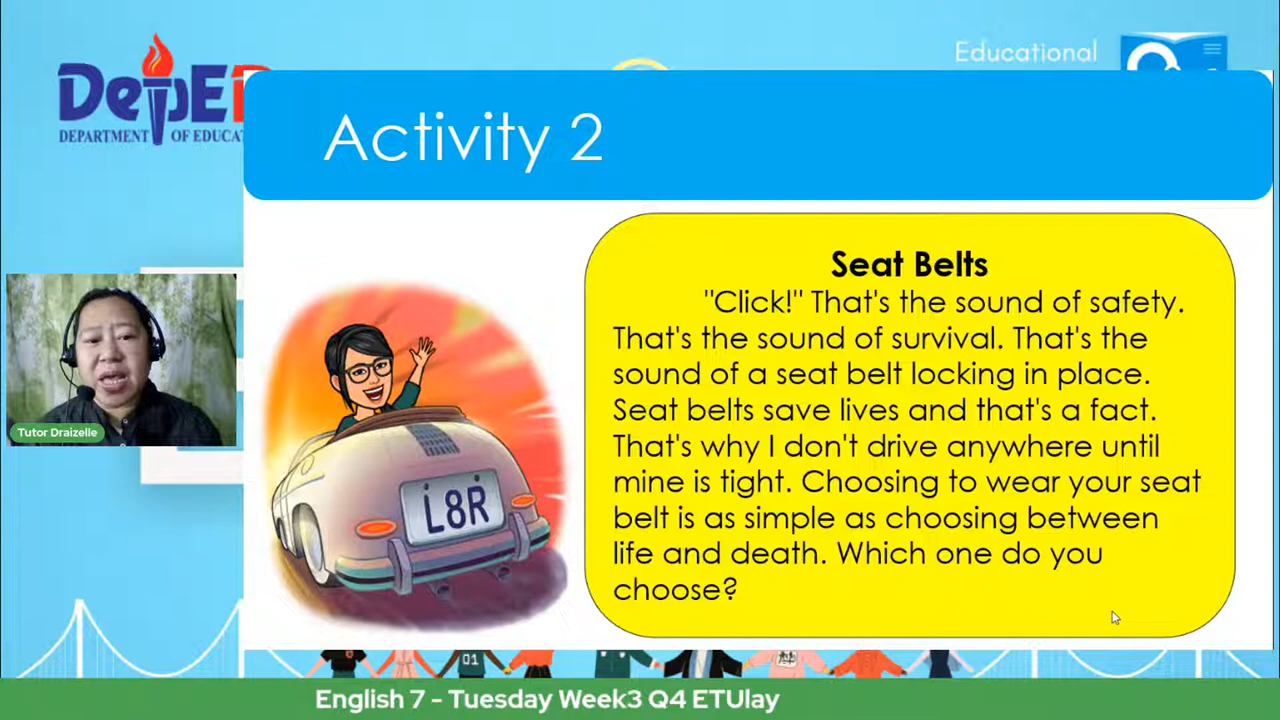 DepED
DEPARTMENT OF EDUCAT
Educational
Activity 2
Seat Belts
"Click!" That's the sound of safety.
That's the sound of survival. That's the
sound of a seat belt locking in place.
Seat belts save lives and that's a fact.
That's why I don't drive anywhere until
mine is tight. Choosing to wear your seat
belt is as simple as choosing between
life and death. Which one do you
choose?
L8R
Tutor Draizelle
01
English 7 - Tuesday Week3 Q4 ETUlay